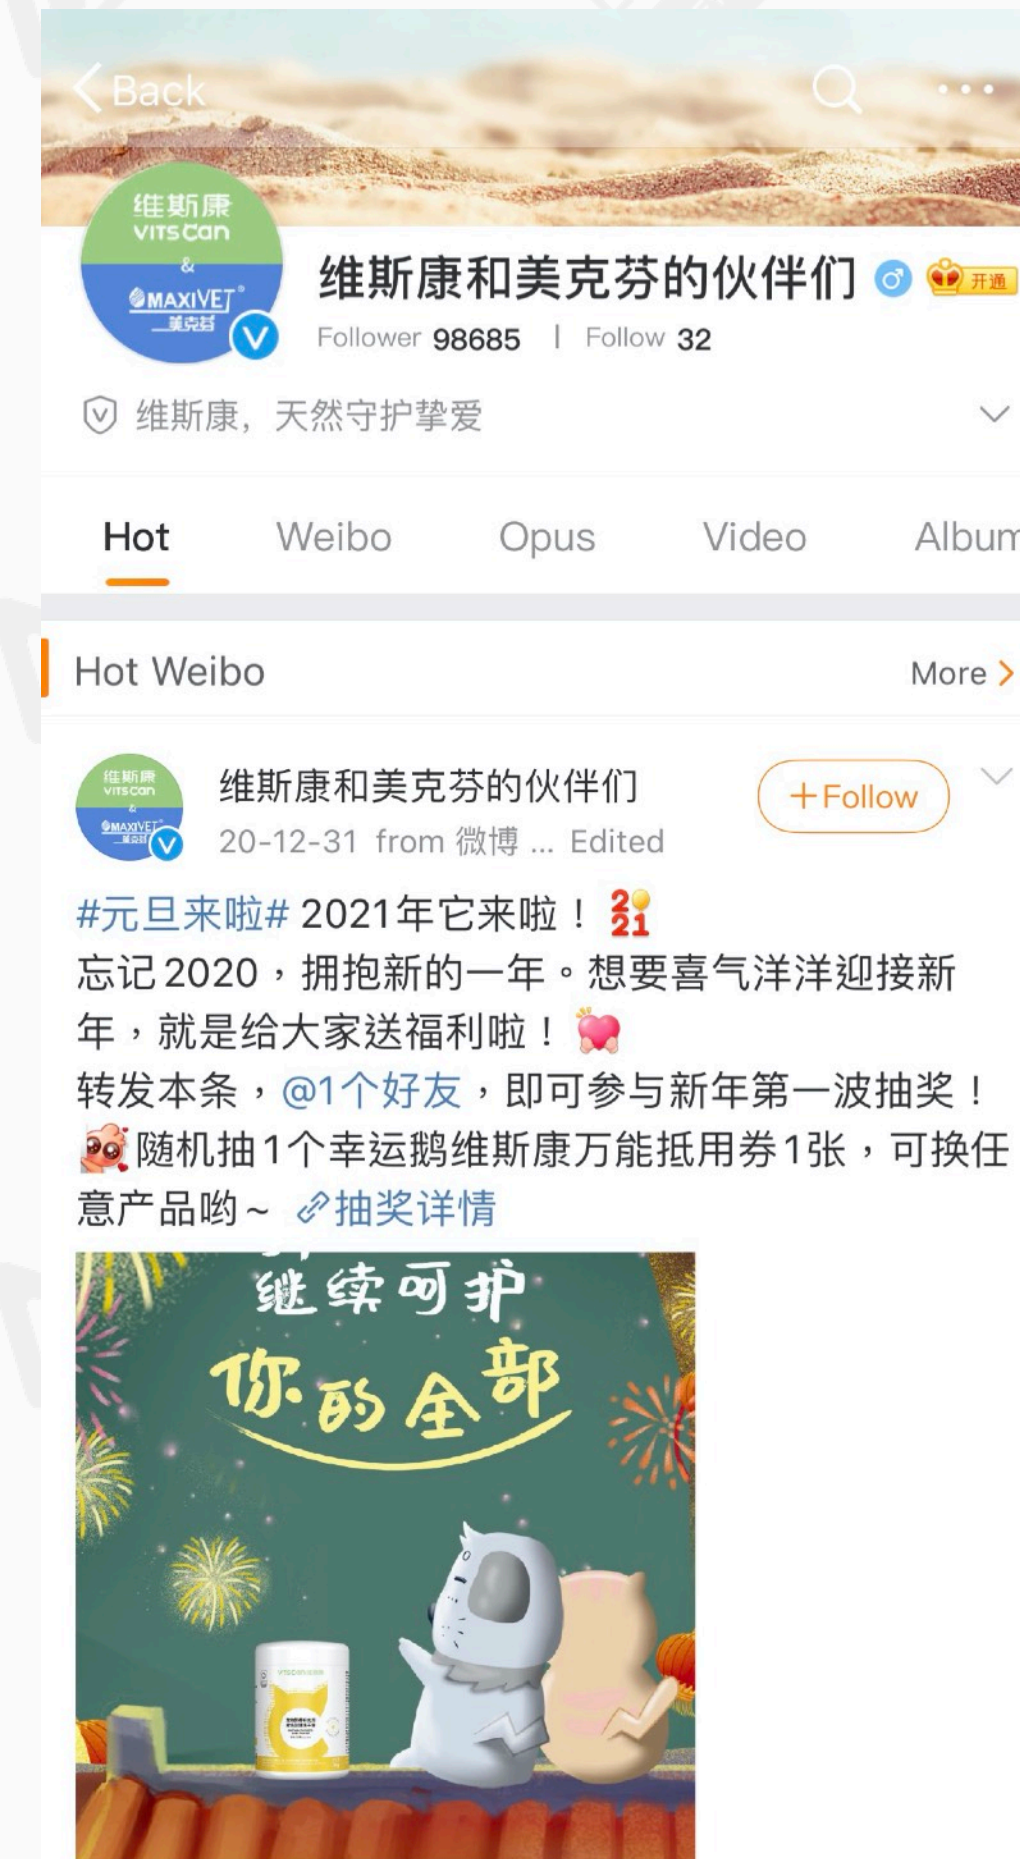 Back
维斯康
VITSCan
&
MAXIVET®
美克芬
维斯康和美克芬的伙伴们
开通
Follower 98685 | Follow 32
维斯康，天然守护挚爱
Hot Weibo Opus Video Album
Hot Weibo
More
维斯康
VITSCan
&
MAXIVET
美克芬
维斯康和美克芬的伙伴们
+Follow
20-12-31 from 微博 ... Edited
#元旦来啦# 2021年它来啦！
忘记2020，拥抱新的一年。想要喜气洋洋迎接新
年，就是给大家送福利啦！
转发本条，@1个好友，即可参与新年第一波抽奖！
随机抽1个幸运鹅维斯康万能抵用券1张，可换任
意产品哟~ 抽奖详情
继续呵护
你的全部